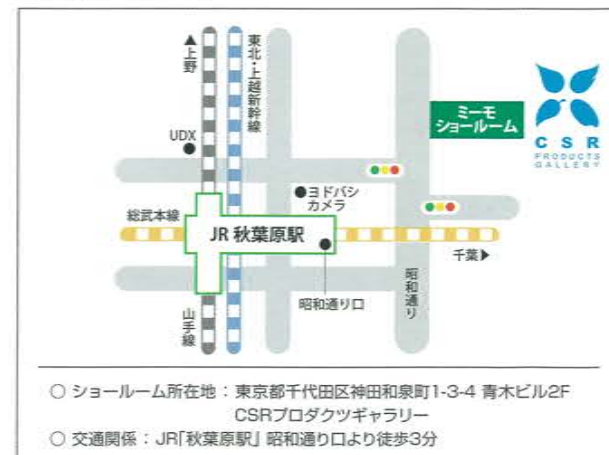 ▲上野
東北・上越新幹線
UDX
ミーモ
ショールーム
CSR
PRODUCTS
GALLERY
ヨドバシ
カメラ
総武本線
JR 秋葉原駅
千葉▶
昭和通り口
昭和通り
山手線
○ ショールーム所在地：東京都千代田区神田和泉町1-3-4 青木ビル2F
CSRプロダクツギャラリー
○ 交通関係：JR「秋葉原駅」昭和通り口より徒歩3分